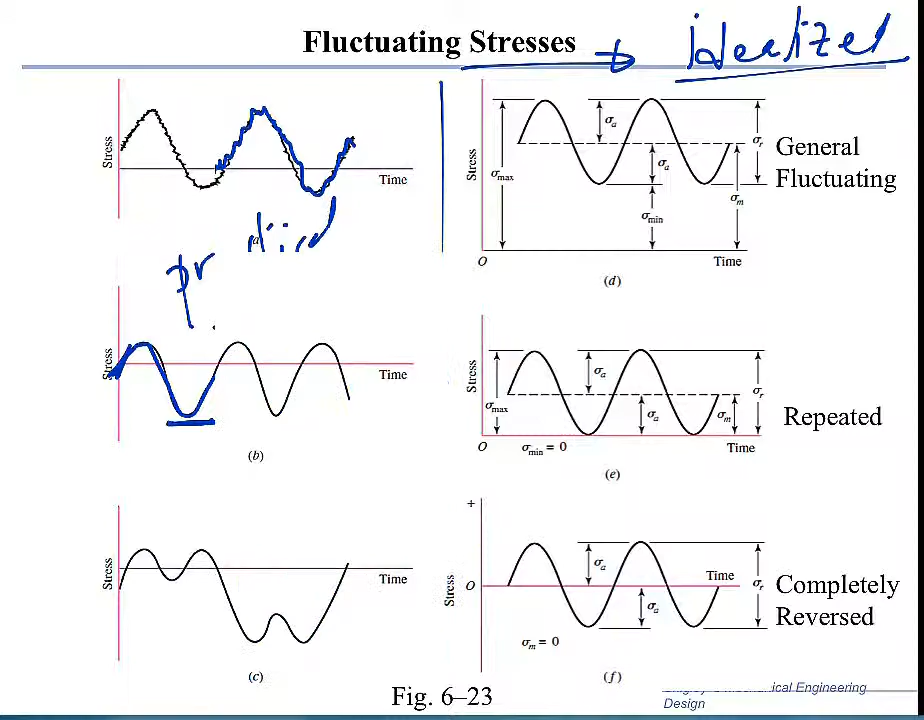 Fluctuating Stresses
idealized
Stress
Time
(a)
pr
Stress
Time
(b)
Stress
Time
(c)
Stress
σmax
σa
σa
σmin
σr
σm
O
Time
(d)
General
Fluctuating
Stress
σmax
σa
σa
σm
σr
O
σmin = 0
Time
(e)
Repeated
+
Stress
O
σa
σa
σr
Time
σm = 0
(f)
Completely
Reversed
Fig. 6–23
ical Engineering
Design